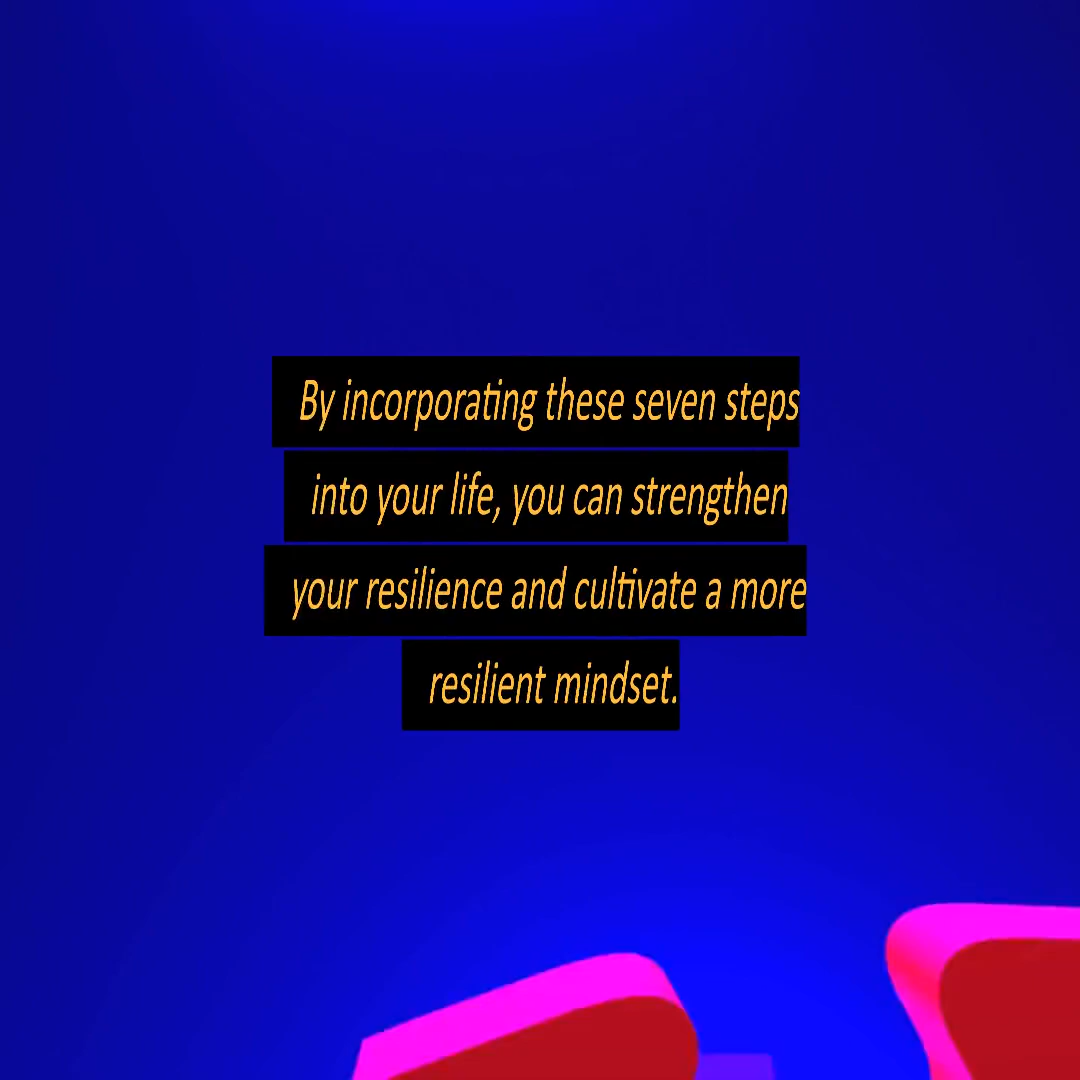 By incorporating these seven steps
into your life, you can strengthen
your resilience and cultivate a more
resilient mindset.